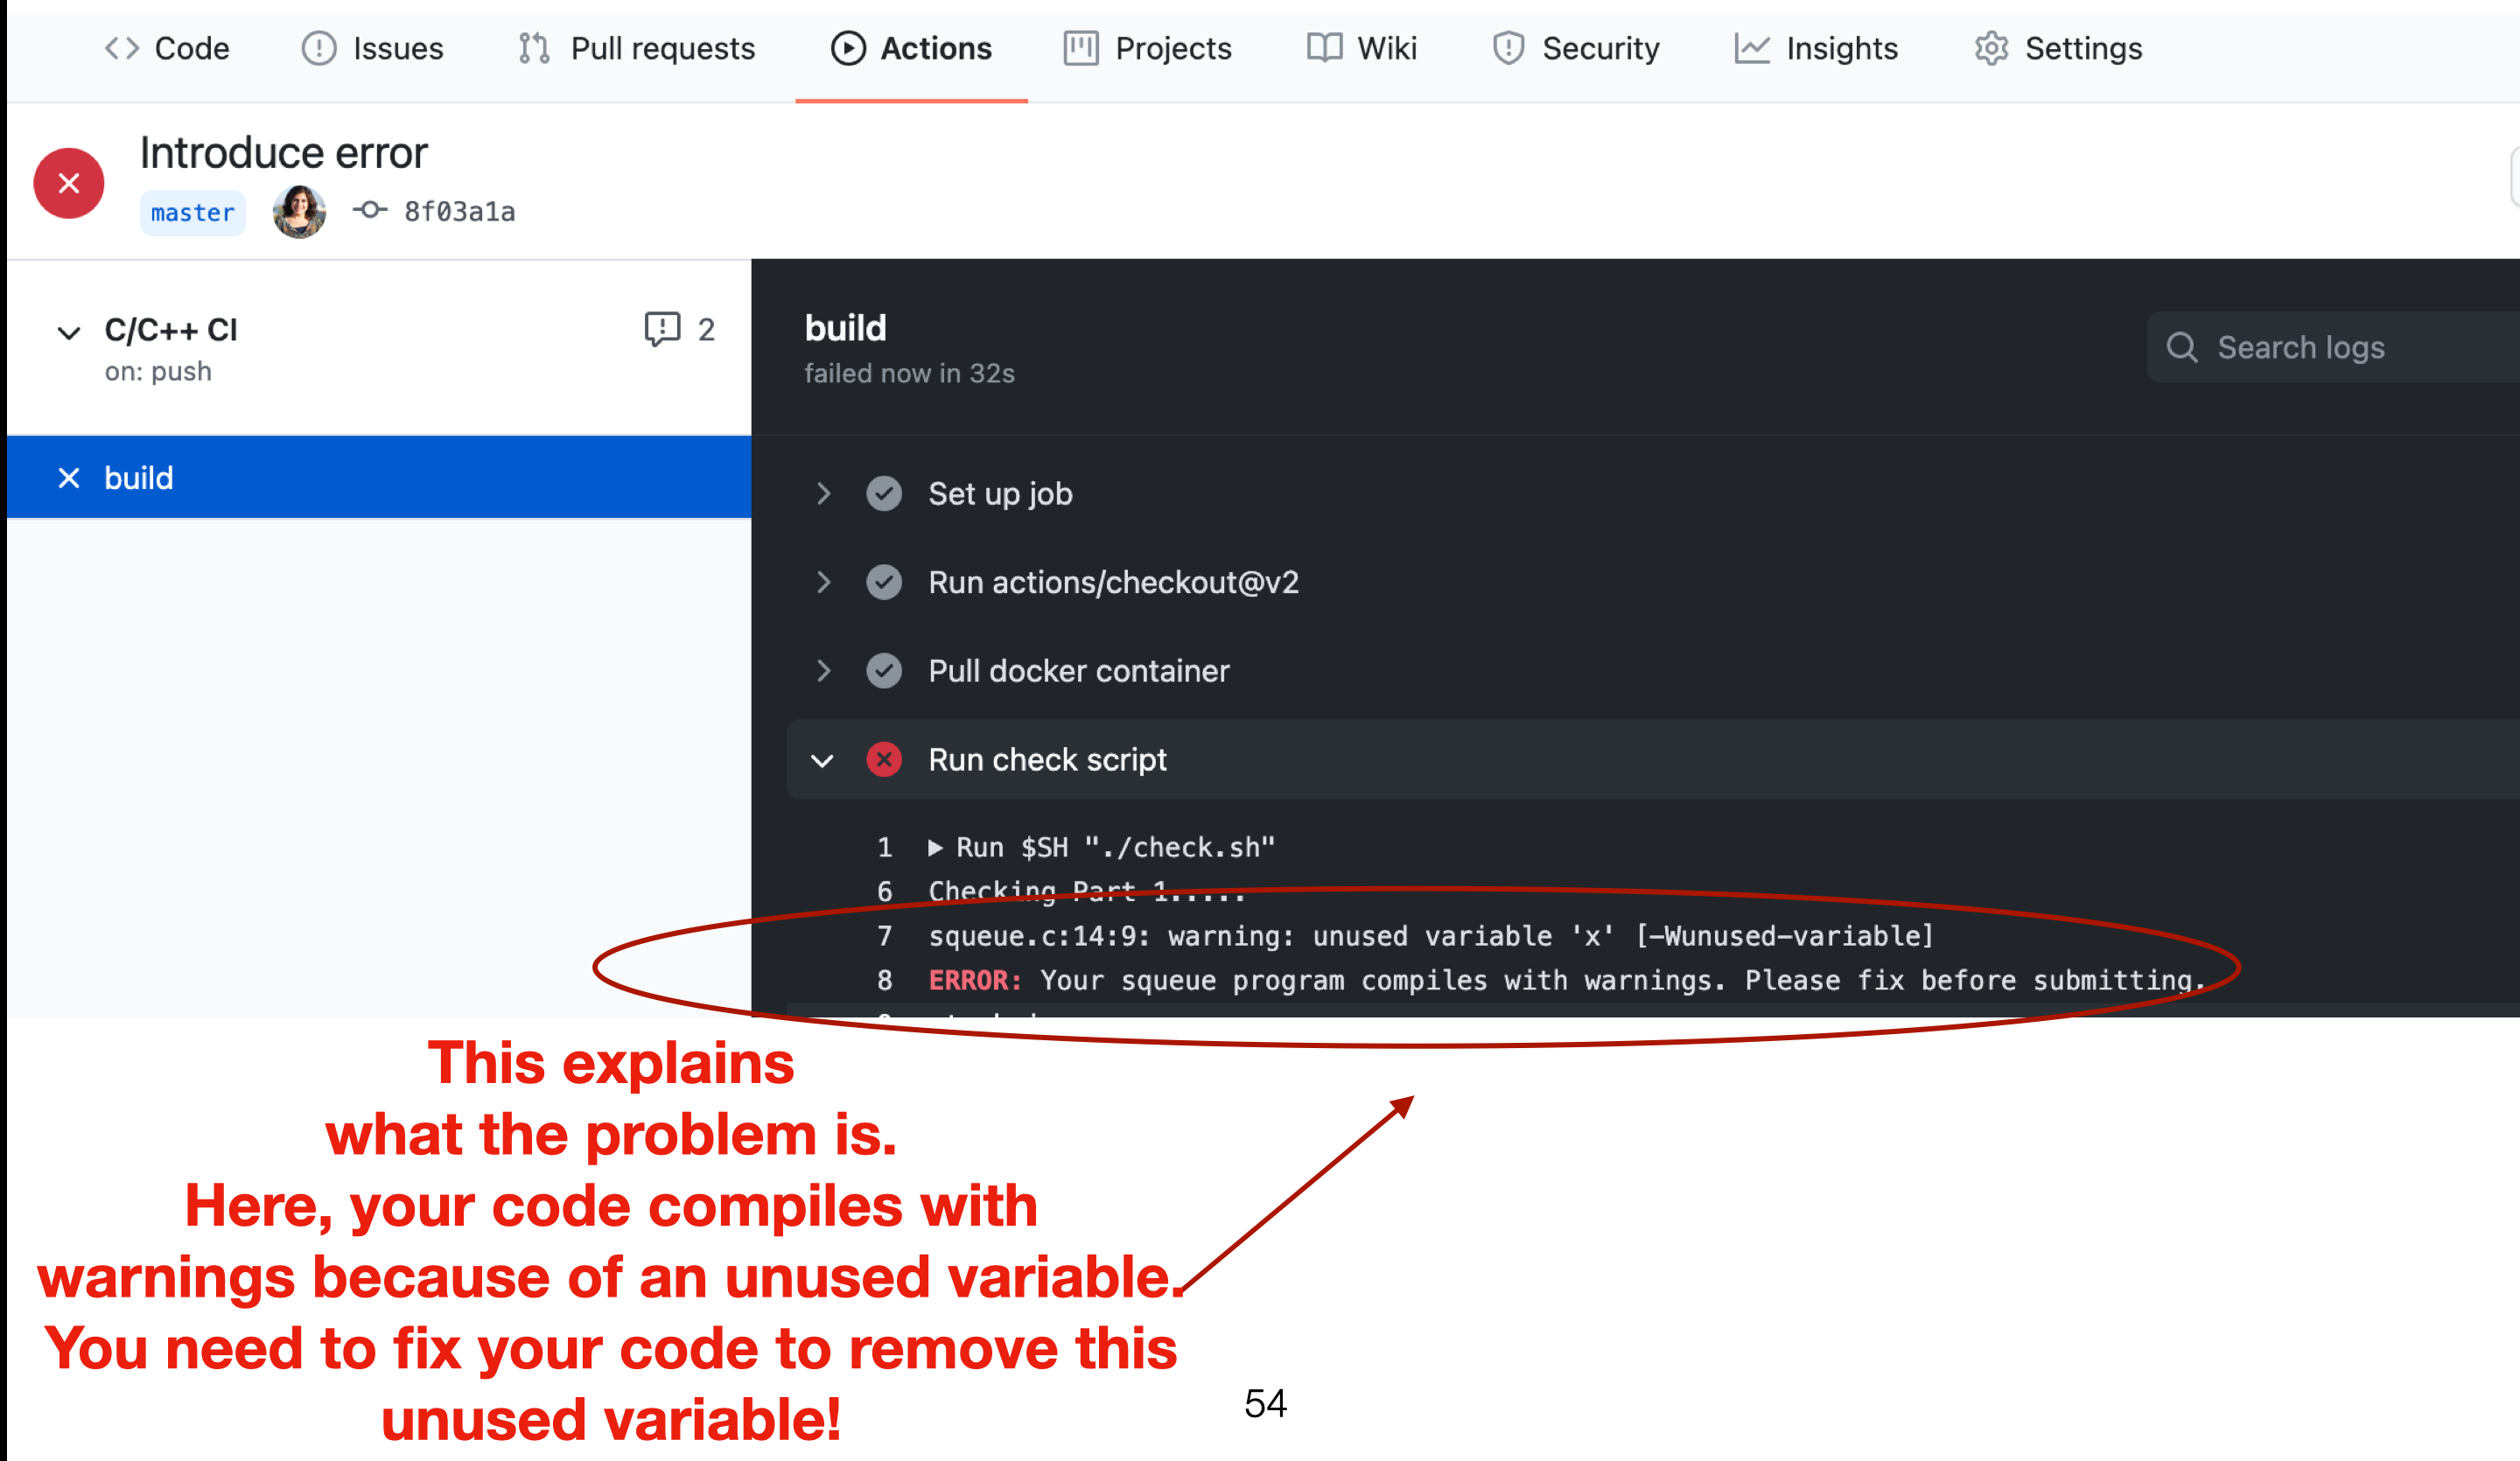 Code Issues Pull requests Actions Projects Wiki Security Insights Settings
Introduce error
master 8f03a1a
C/C++ CI 2
on: push
build
build
failed now in 32s
Search logs
Set up job
Run actions/checkout@v2
Pull docker container
Run check script
1 Run $SH "./check.sh"
6 Checking Part 1.....
7 squeue.c:14:9: warning: unused variable 'x' [-Wunused-variable]
8 ERROR: Your squeue program compiles with warnings. Please fix before submitting.
This explains
what the problem is.
Here, your code compiles with
warnings because of an unused variable.
You need to fix your code to remove this
unused variable!
54